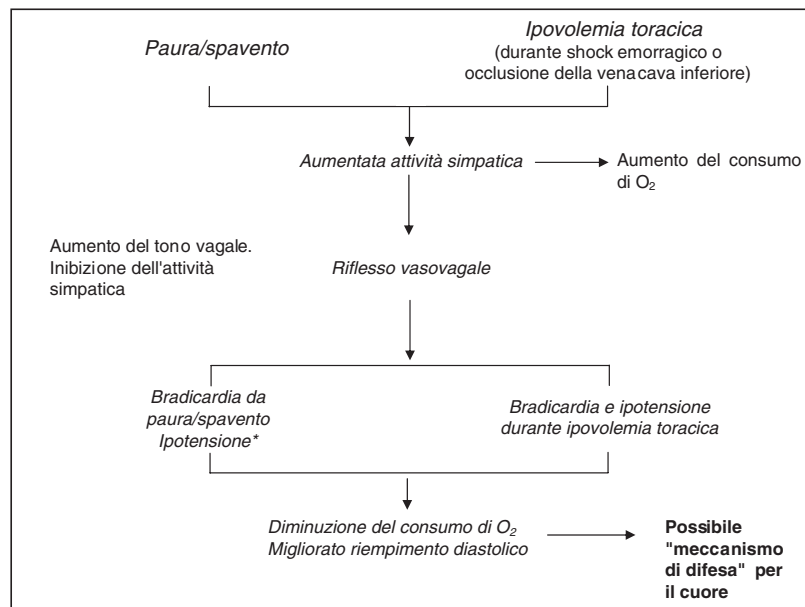 Paura/spavento
Ipovolemia toracica
(durante shock emorragico o
occlusione della vena cava inferiore)
Aumentata attività simpatica
Aumento del consumo
di O₂
Aumento del tono vagale.
Inibizione dell'attività
simpatica
Riflesso vasovagale
Bradicardia da
paura/spavento
Ipotensione*
Bradicardia e ipotensione
durante ipovolemia toracica
Diminuzione del consumo di O₂
Migliorato riempimento diastolico
Possibile
"meccanismo
di difesa" per
il cuore